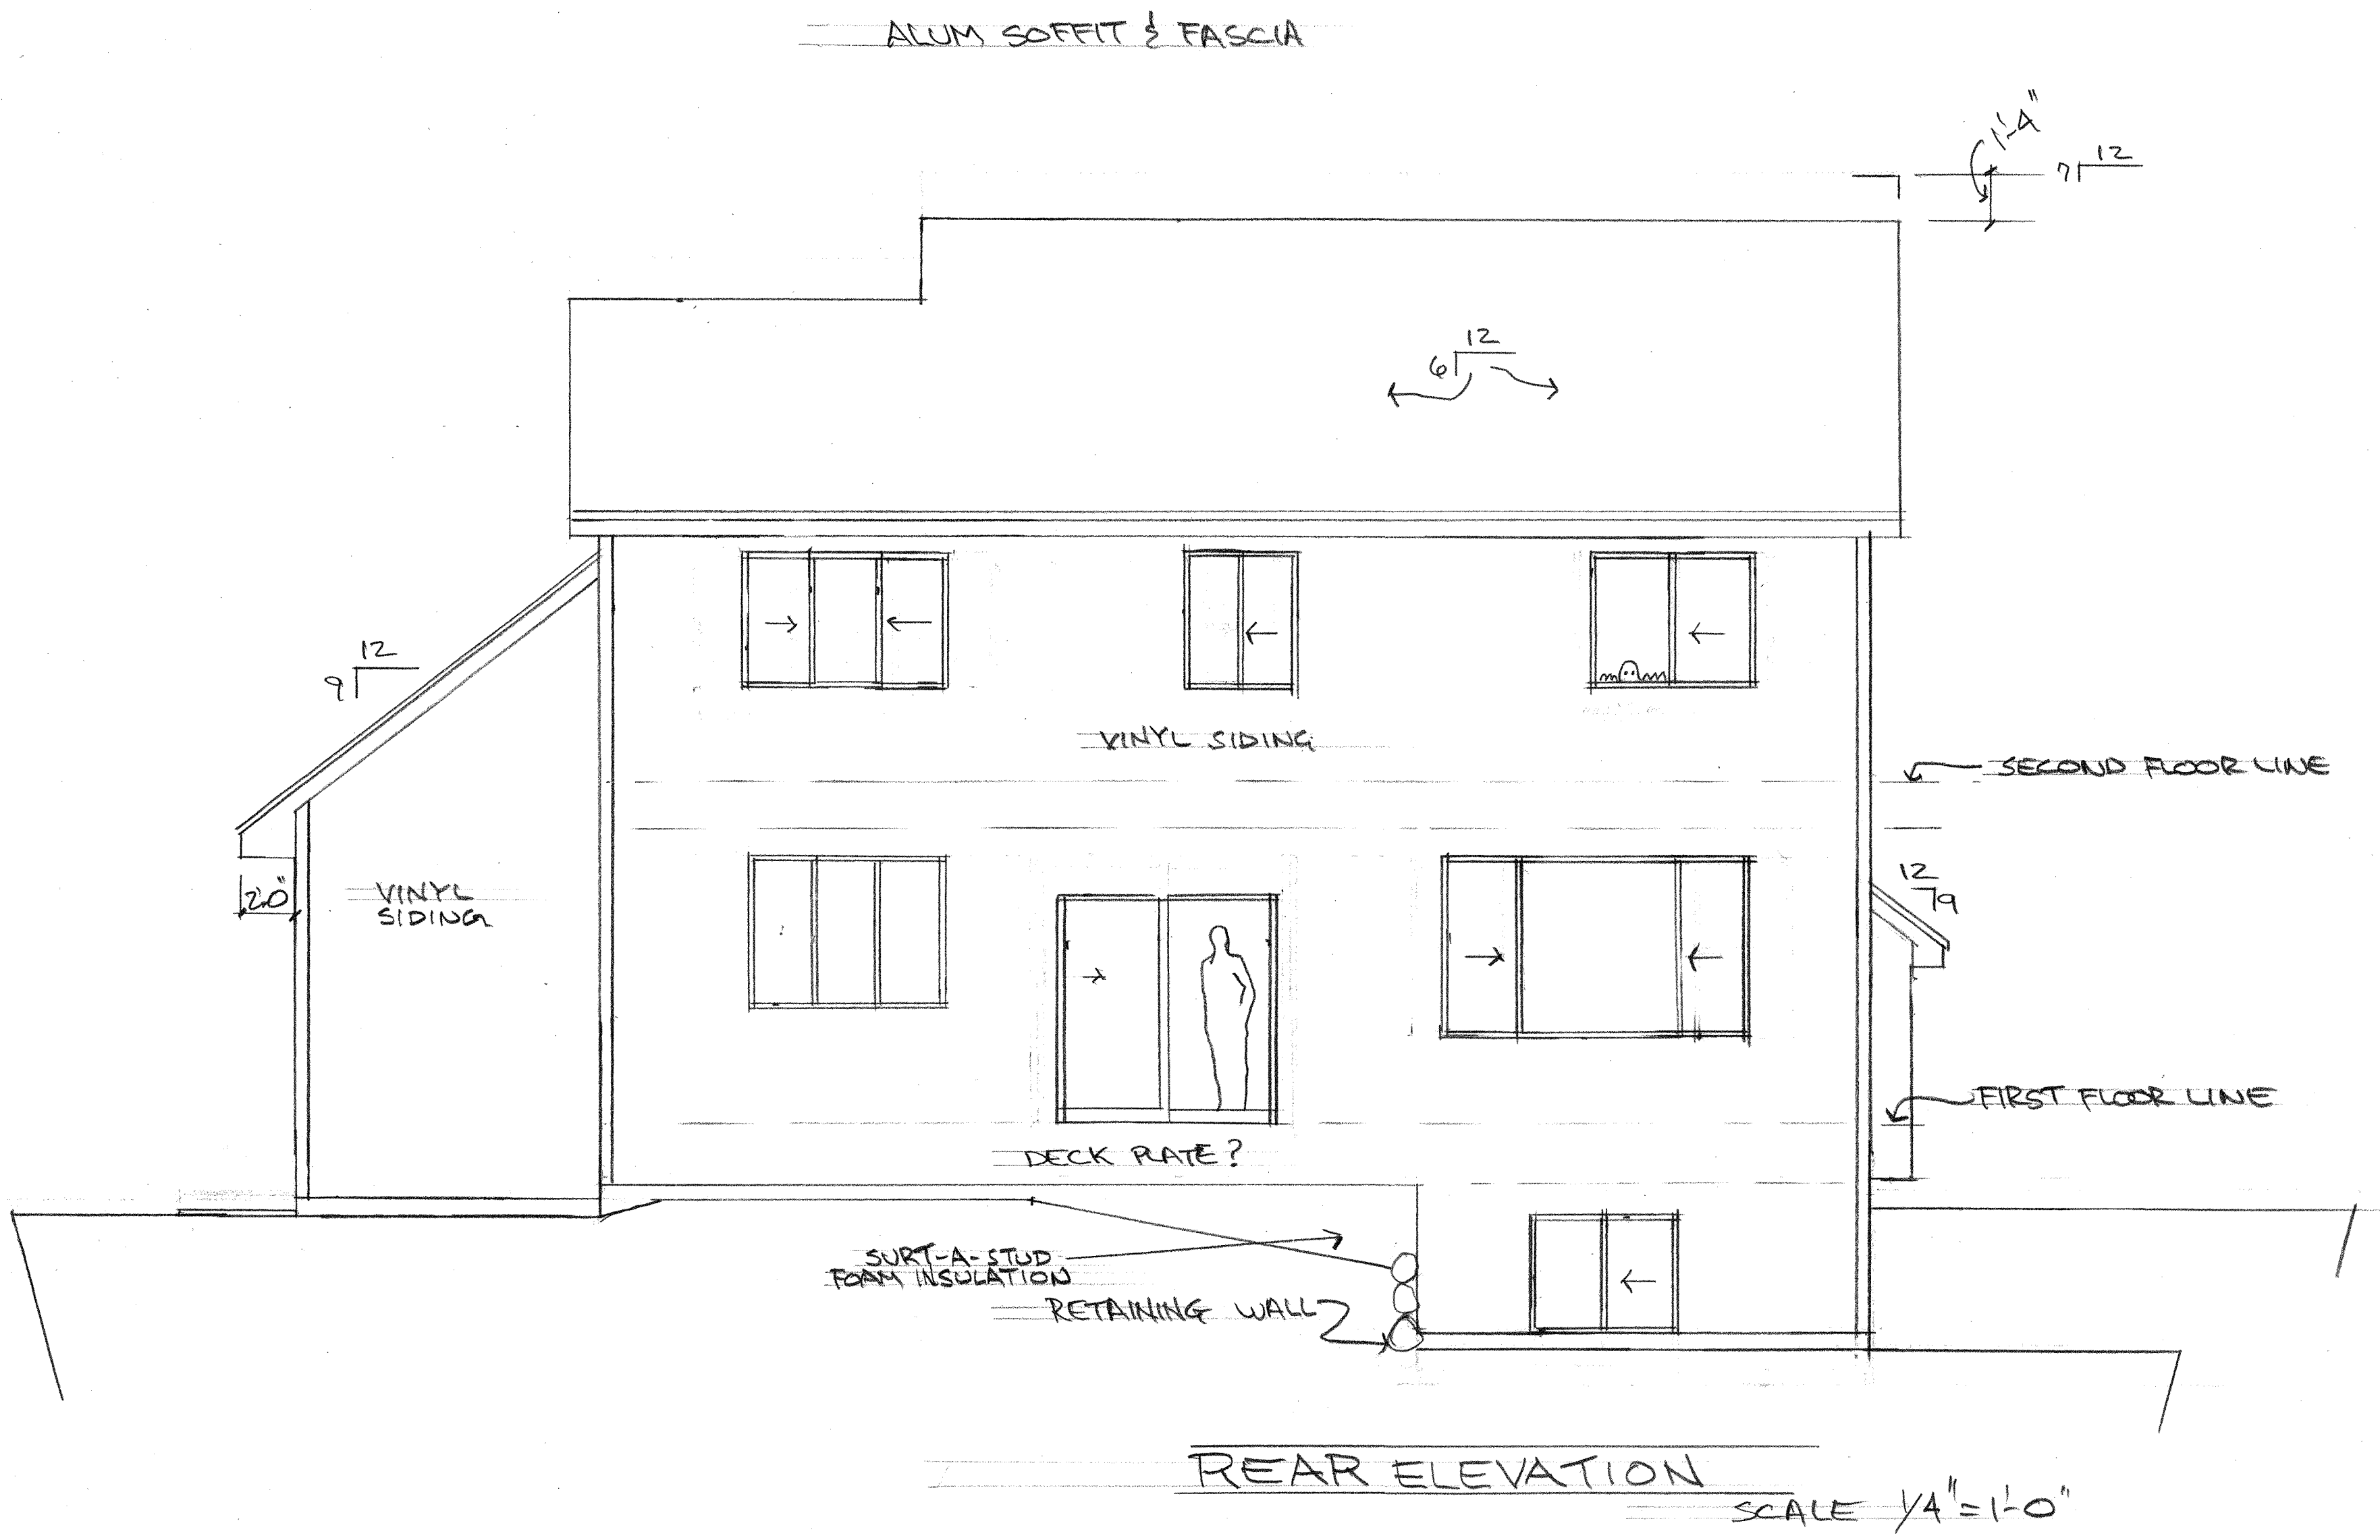 ALUM SOFFIT & FASCIA
1'-4"
12
7
12
6
12
9
VINYL SIDING
SECOND FLOOR LINE
12
9
2'0"
VINYL
SIDING
FIRST FLOOR LINE
DECK PLATE?
SURT-A-STUD
FOAM INSULATION
RETAINING WALL
REAR ELEVATION
SCALE 1/4"=1'-0"